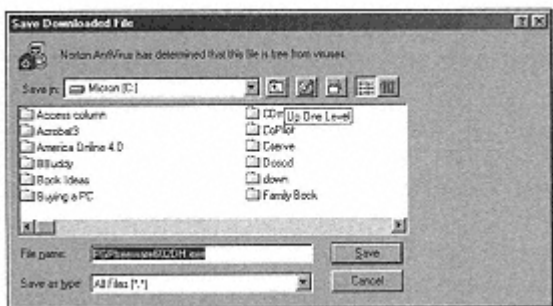 Save Downloaded File
Norton AntiVirus has determined that this file is free from viruses.
Save in: Micron (C:)
Up One Level
Access column
Acrobat3
America Online 4.0
BBuddy
Book Ideas
Buying a PC
CoPilot
Cserve
Dosod
down
Family Book
File name:
Save
Save as type: All Files (*.*)
Cancel